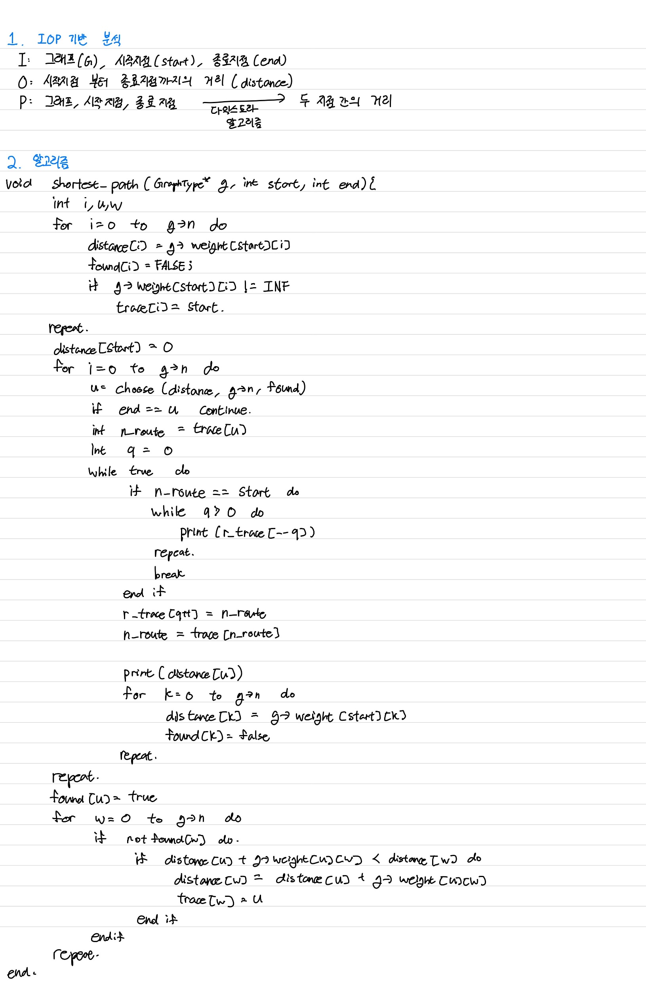 1. IOP 기반 분석
I: 그래프(G), 시작지점(start), 종료지점(end)
O: 시작지점 부터 종료지점까지의 거리 (distance)
P: 그래프, 시작 지점, 종료 지점 → 두 지점 간의 거리
다익스토라
알고리즘
2. 알고리즘
void shortest_path (GraphType* g, int start, int end){
int i, u, w
for i=0 to g→n do
distance[i] = g→ weight[start][i]
found[i] = FALSE;
if g→ weight[start][i] != INF
trace[i] = start.
repeat.
distance[start] = 0
for i=0 to g→n do
u= choose (distance, g→n, found)
if end == u continue.
int n_route = trace[u]
Int q = 0
while true do
if n_route == start do
while q > 0 do
print (r_trace[--q])
repeat.
break
end if
r_trace[q++] = n_route
n_route = trace [n_route]
print (distance[u])
for k=0 to g→n do
distance[k] = g→ weight [start][k]
found[k] = false
repeat.
repeat.
found[u] = true
for w=0 to g→n do
if not found[w] do.
if distance[u] + g→ weight[u][w] < distance[w] do
distance[w] = distance[u] + g→ weight[u][w]
trace[w] = u
end if
endif
repeat.
end.